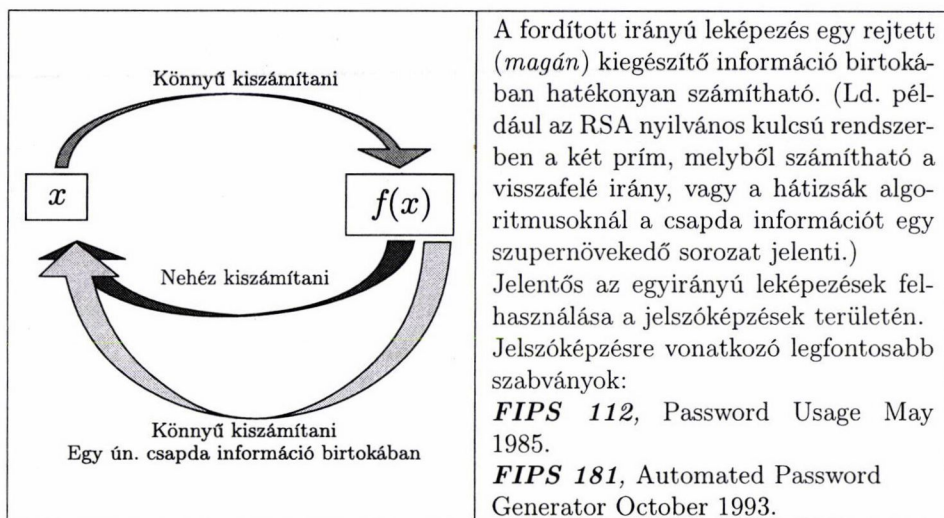 Könnyű kiszámítani
x
f(x)
Nehéz kiszámítani
Könnyű kiszámítani
Egy ún. csapda információ birtokában
A fordított irányú leképezés egy rejtett
(magán) kiegészítő információ birtoká-
ban hatékonyan számítható. (Ld. pél-
dául az RSA nyilvános kulcsú rendszer-
ben a két prím, melyből számítható a
visszafelé irány, vagy a hátizsák algo-
ritmusoknál a csapda információt egy
szupernövekedő sorozat jelenti.)
Jelentős az egyirányú leképezések fel-
használása a jelszóképzések területén.
Jelszóképzésre vonatkozó legfontosabb
szabványok:
FIPS 112, Password Usage May
1985.
FIPS 181, Automated Password
Generator October 1993.